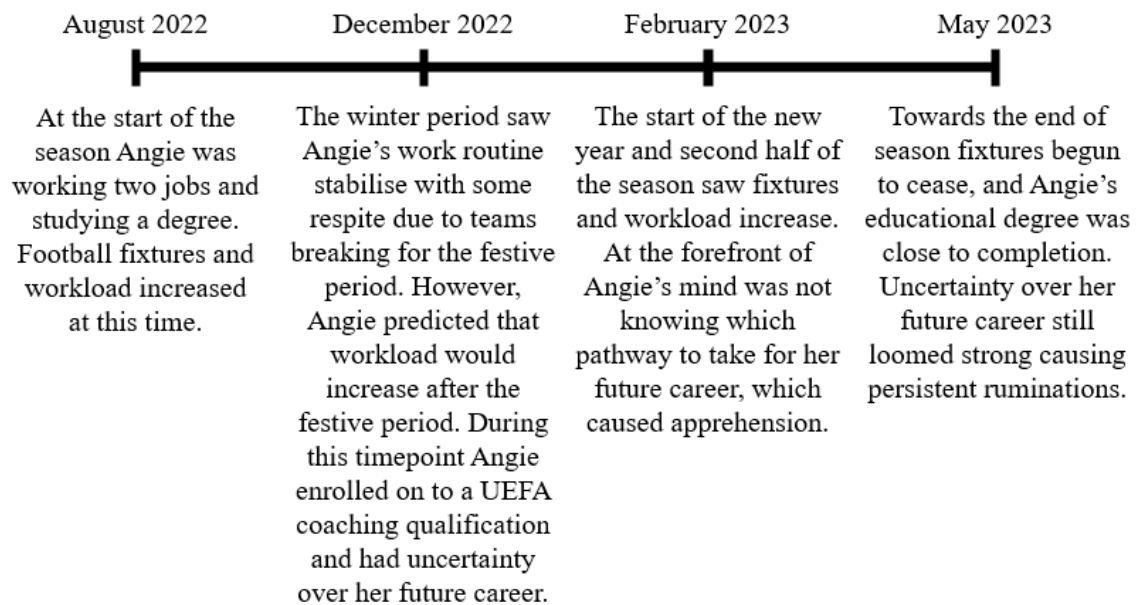 August 2022
December 2022
February 2023
May 2023
At the start of the
season Angie was
working two jobs and
studying a degree.
Football fixtures and
workload increased
at this time.
The winter period saw
Angie's work routine
stabilise with some
respite due to teams
breaking for the festive
period. However,
Angie predicted that
workload would
increase after the
festive period. During
this timepoint Angie
enrolled on to a UEFA
coaching qualification
and had uncertainty
over her future career.
The start of the new
year and second half of
the season saw fixtures
and workload increase.
At the forefront of
Angie's mind was not
knowing which
pathway to take for her
future career, which
caused apprehension.
Towards the end of
season fixtures begun
to cease, and Angie's
educational degree was
close to completion.
Uncertainty over her
future career still
loomed strong causing
persistent ruminations.